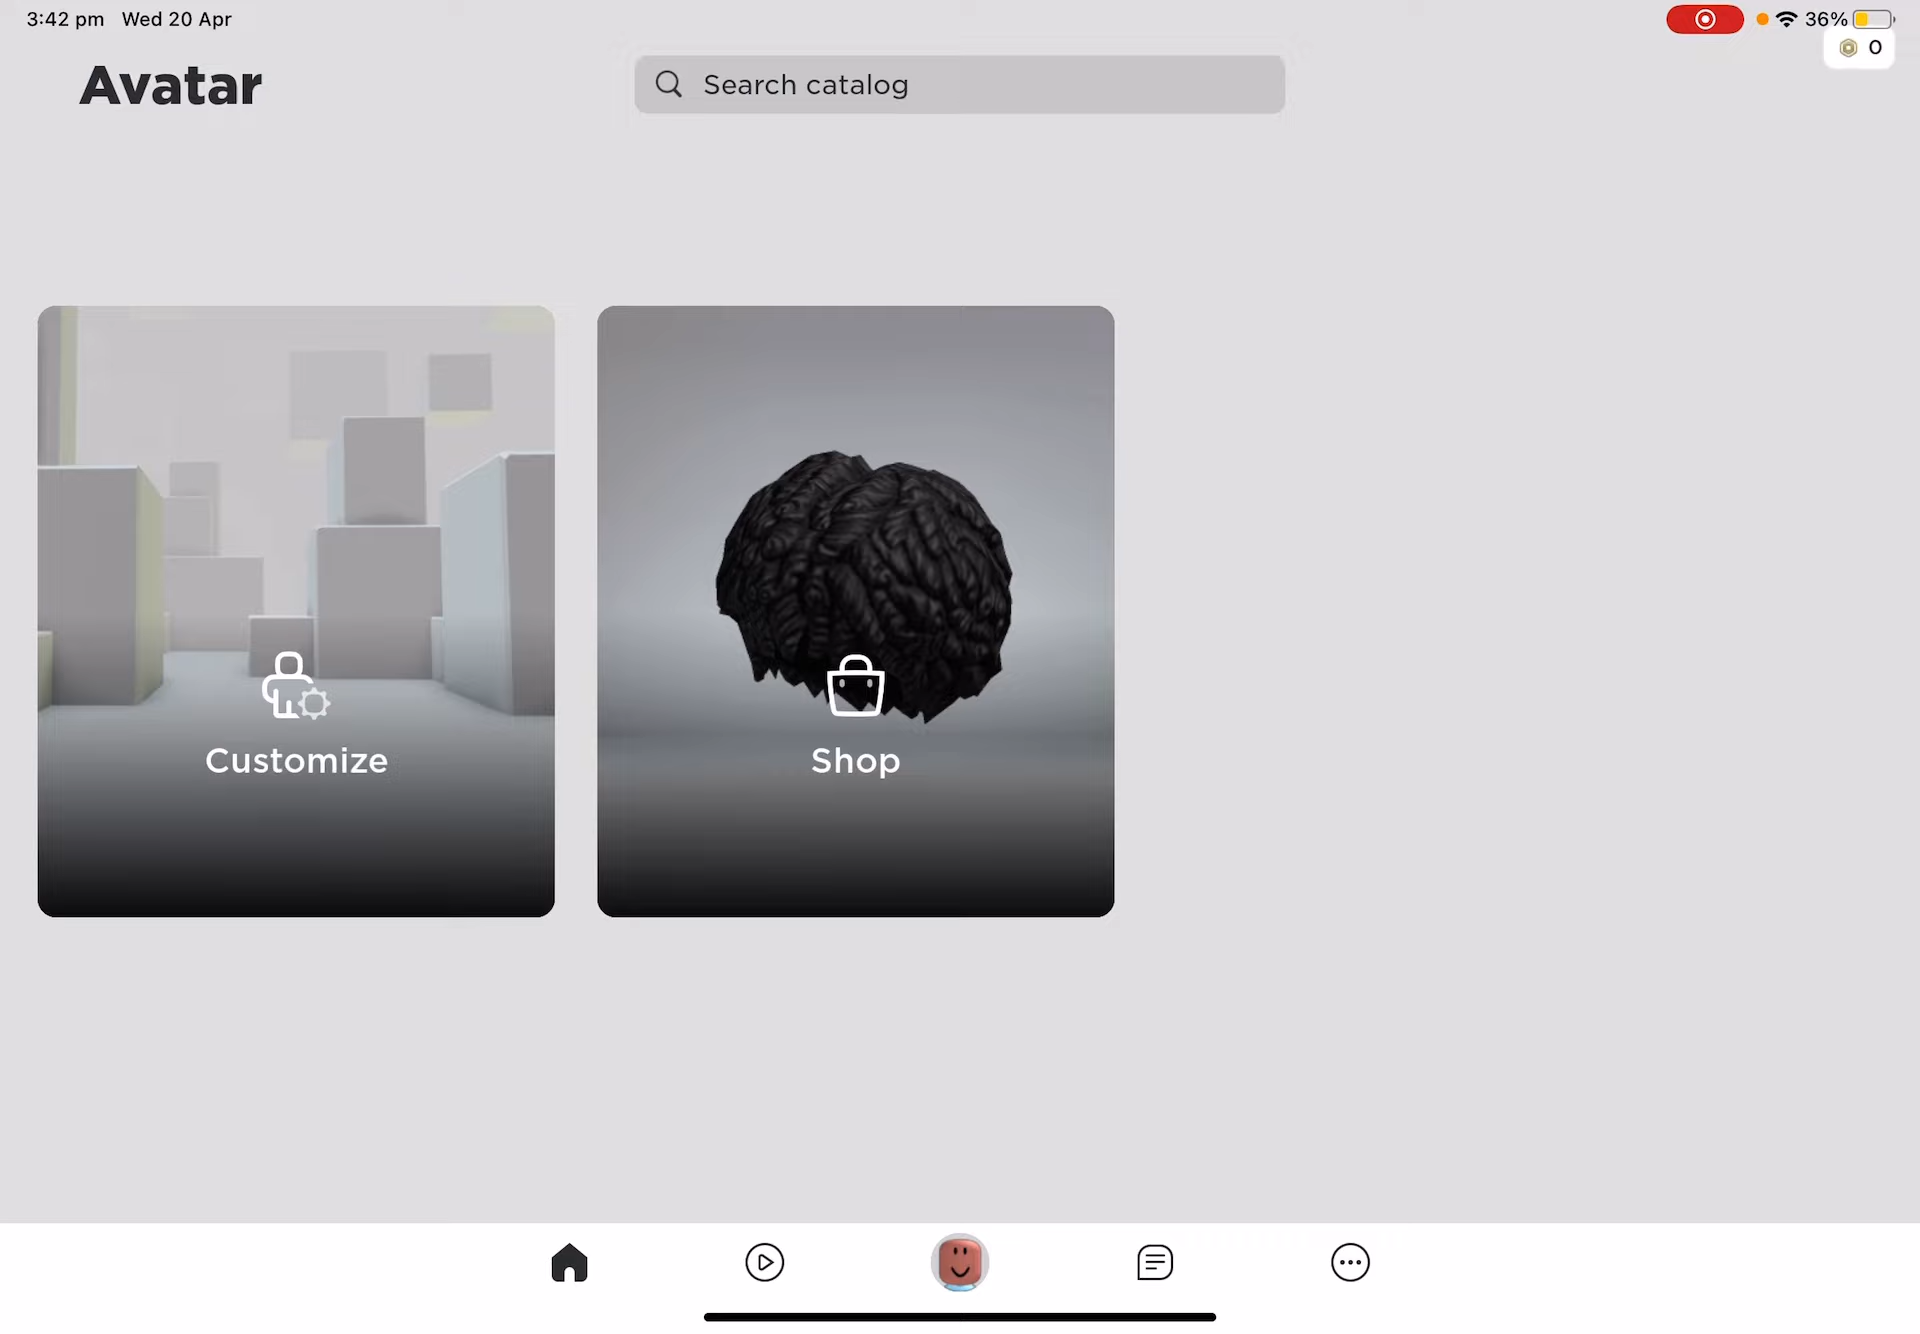 3:42 pm Wed 20 Apr
36%
0
Avatar
Search catalog
Customize
Shop